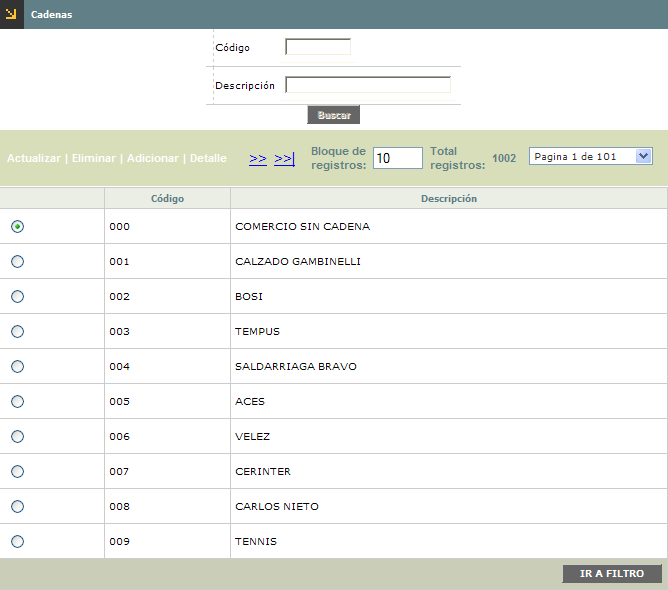 Cadenas
Código
Descripción
Buscar
Actualizar | Eliminar | Adicionar | Detalle >> >>| Bloque de registros: 10 Total registros: 1002 Pagina 1 de 101
Código Descripción
000 COMERCIO SIN CADENA
001 CALZADO GAMBINELLI
002 BOSI
003 TEMPUS
004 SALDARRIAGA BRAVO
005 ACES
006 VELEZ
007 CERINTER
008 CARLOS NIETO
009 TENNIS
IR A FILTRO